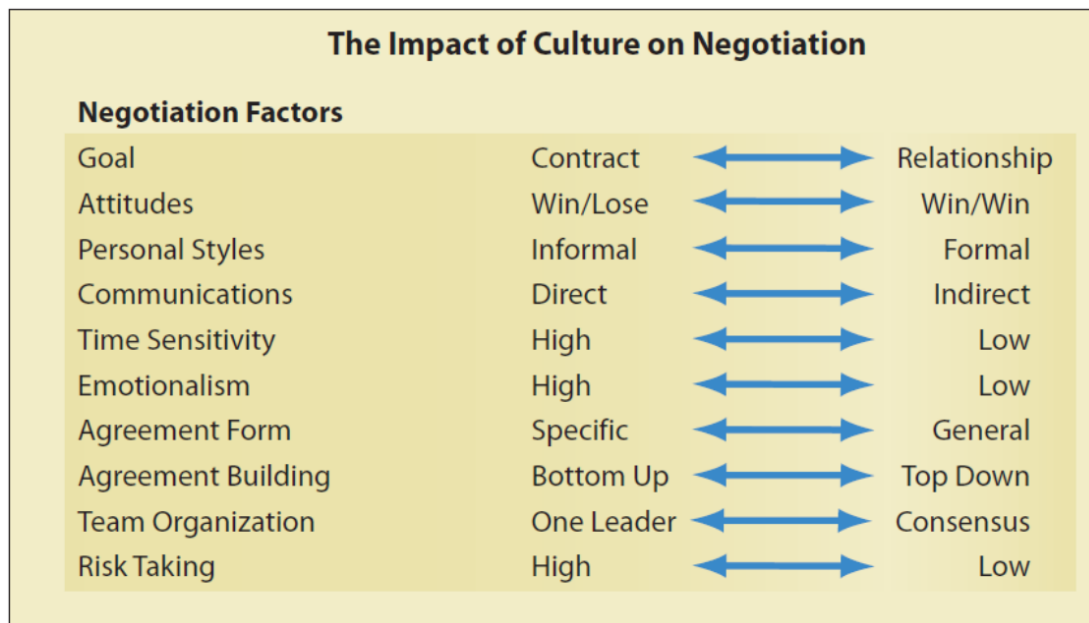 The Impact of Culture on Negotiation
Negotiation Factors
Goal Contract Relationship
Attitudes Win/Lose Win/Win
Personal Styles Informal Formal
Communications Direct Indirect
Time Sensitivity High Low
Emotionalism High Low
Agreement Form Specific General
Agreement Building Bottom Up Top Down
Team Organization One Leader Consensus
Risk Taking High Low